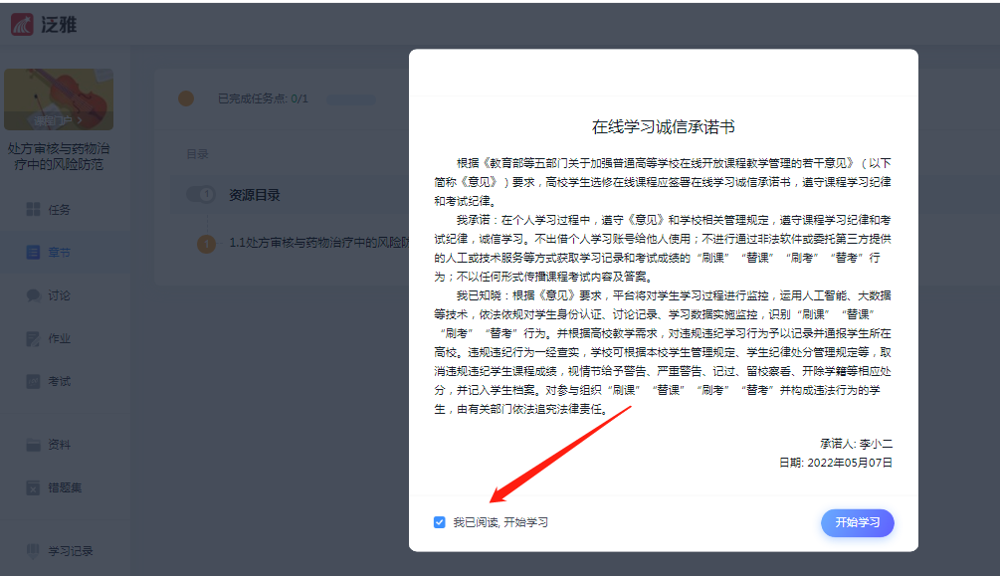 泛雅
课程门户 >
处方审核与药物治
疗中的风险防范
任务
章节
讨论
作业
考试
资料
错题集
学习记录
已完成任务点: 0/1
目录
1 资源目录
1 1.1处方审核与药物治疗中的风险防
在线学习诚信承诺书
根据《教育部等五部门关于加强普通高等学校在线开放课程教学管理的若干意见》（以下
简称《意见》）要求，高校学生选修在线课程应签署在线学习诚信承诺书，遵守课程学习纪律
和考试纪律。
我承诺：在个人学习过程中，遵守《意见》和学校相关管理规定，遵守课程学习纪律和考
试纪律，诚信学习。不出借个人学习账号给他人使用；不进行通过非法软件或委托第三方提供
的人工或技术服务等方式获取学习记录和考试成绩的“刷课”“替课”“刷考”“替考”行
为；不以任何形式传播课程考试内容及答案。
我已知晓：根据《意见》要求，平台将对学生学习过程进行监控，运用人工智能、大数据
等技术，依法依规对学生身份认证、讨论记录、学习数据实施监控，识别“刷课”“替课”
“刷考”“替考”行为。并根据高校教学需求，对违规违纪学习行为予以记录并通报学生所在
高校。违规违纪行为一经查实，学校可根据本校学生管理规定、学生纪律处分管理规定等，取
消违规违纪学生课程成绩，视情节给予警告、严重警告、记过、留校察看、开除学籍等相应处
分，并记入学生档案。对参与组织“刷课”“替课”“刷考”“替考”并构成违法行为的学
生，由有关部门依法追究法律责任。
承诺人: 李小二
日期: 2022年05月07日
我已阅读, 开始学习
开始学习